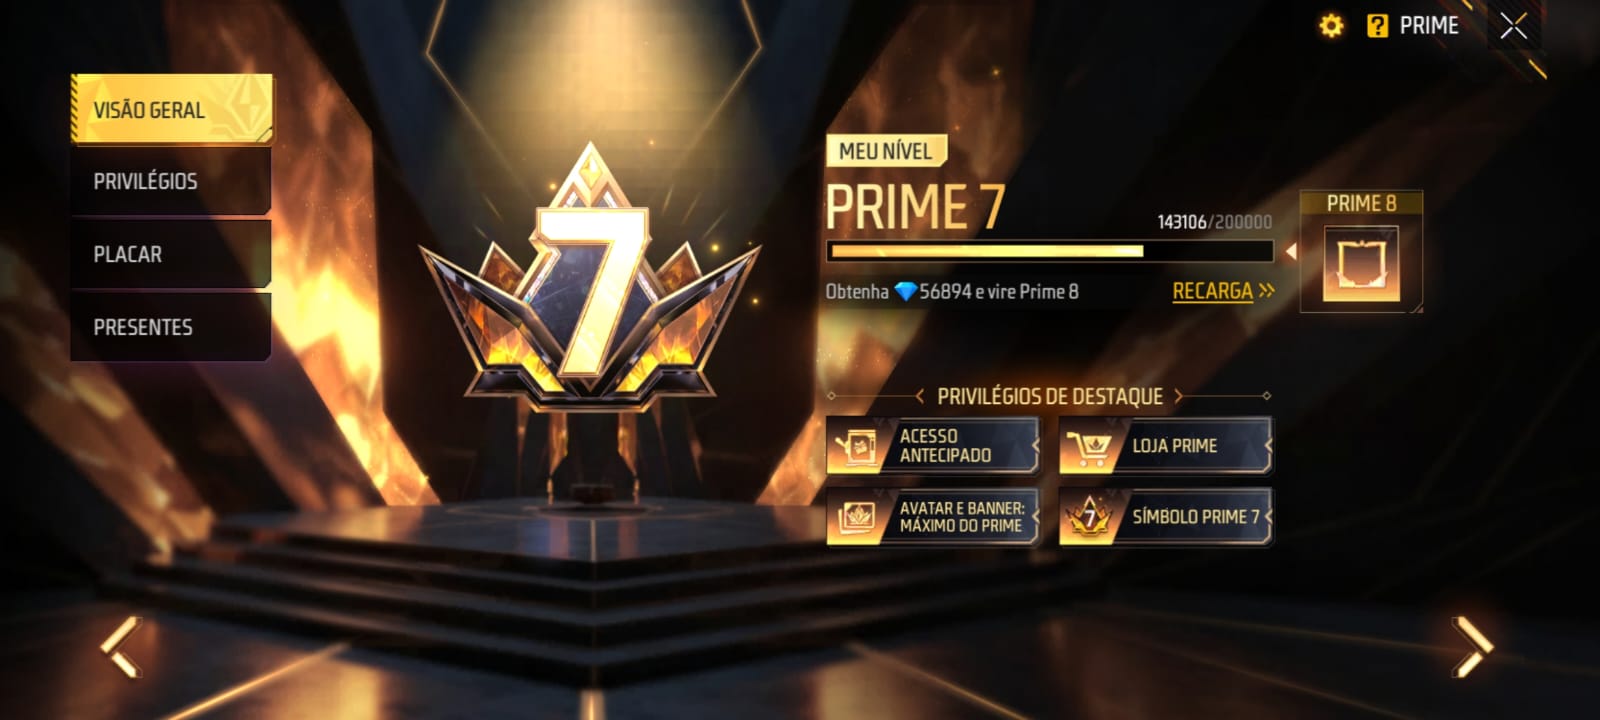 PRIME
VISÃO GERAL
PRIVILÉGIOS
PLACAR
PRESENTES
7
MEU NÍVEL
PRIME 7
143106/200000
Obtenha 56894 e vire Prime 8
RECARGA
PRIME 8
PRIVILÉGIOS DE DESTAQUE
ACESSO
ANTECIPADO
LOJA PRIME
AVATAR E BANNER:
MÁXIMO DO PRIME
7
SÍMBOLO PRIME 7